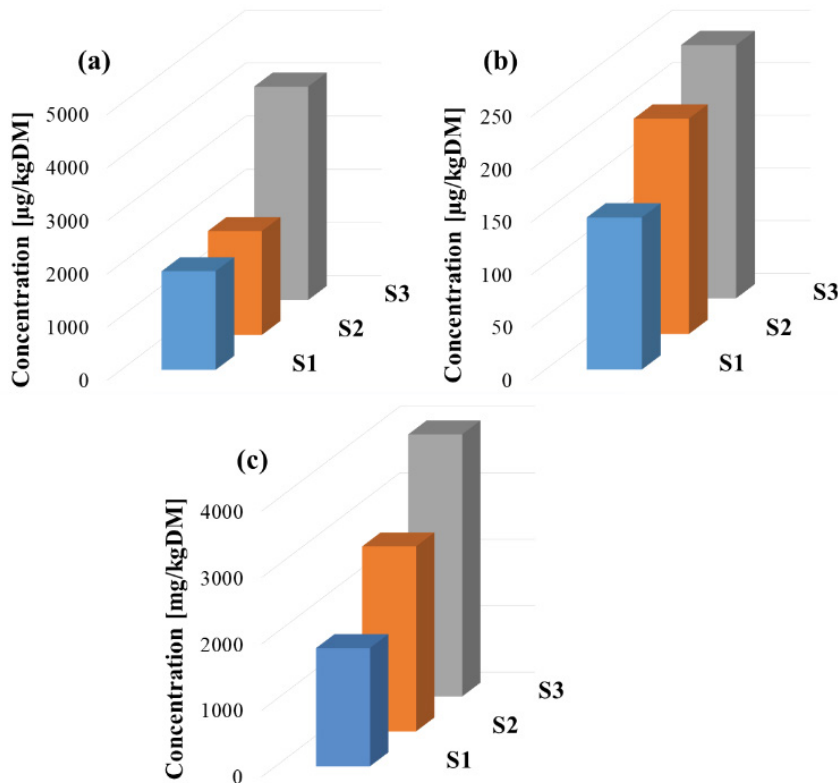 (a)
Concentration [µg/kgDM]
5000
4000
3000
2000
1000
0
S1
S2
S3
(b)
Concentration [µg/kgDM]
250
200
150
100
50
0
S1
S2
S3
(c)
Concentration [mg/kgDM]
4000
3000
2000
1000
0
S1
S2
S3